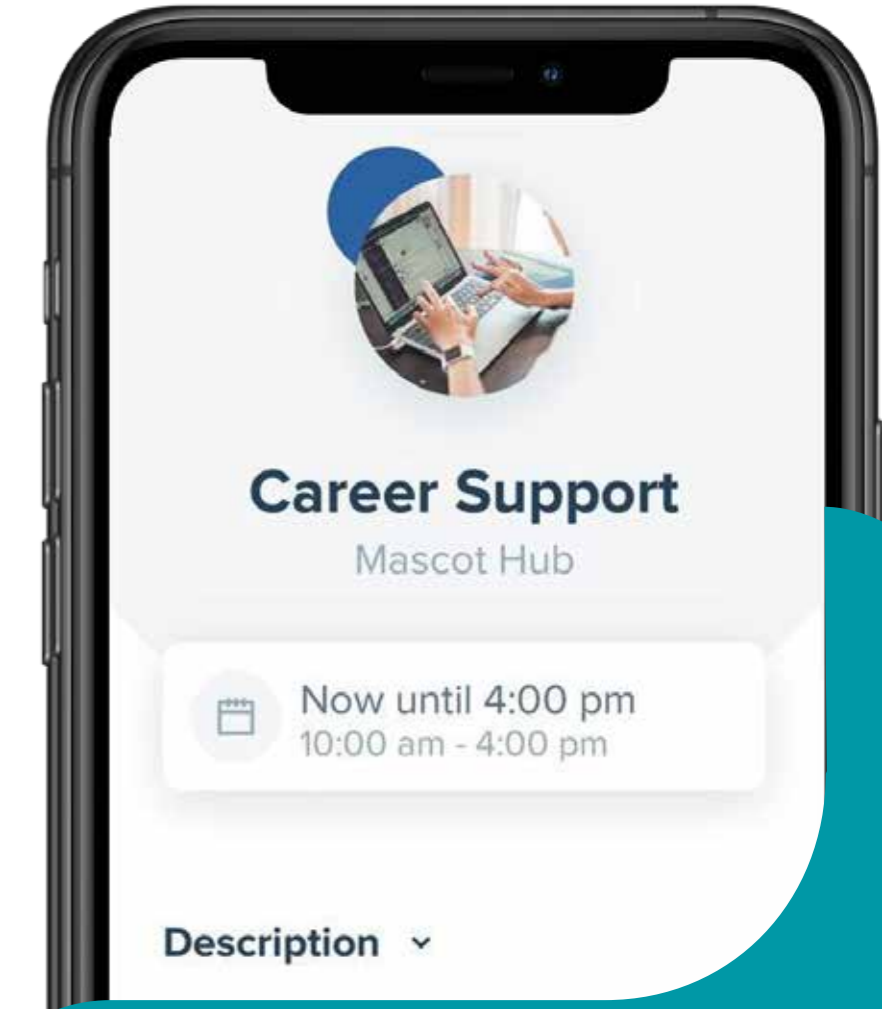 Career Support
Mascot Hub
Now until 4:00 pm
10:00 am - 4:00 pm
Description